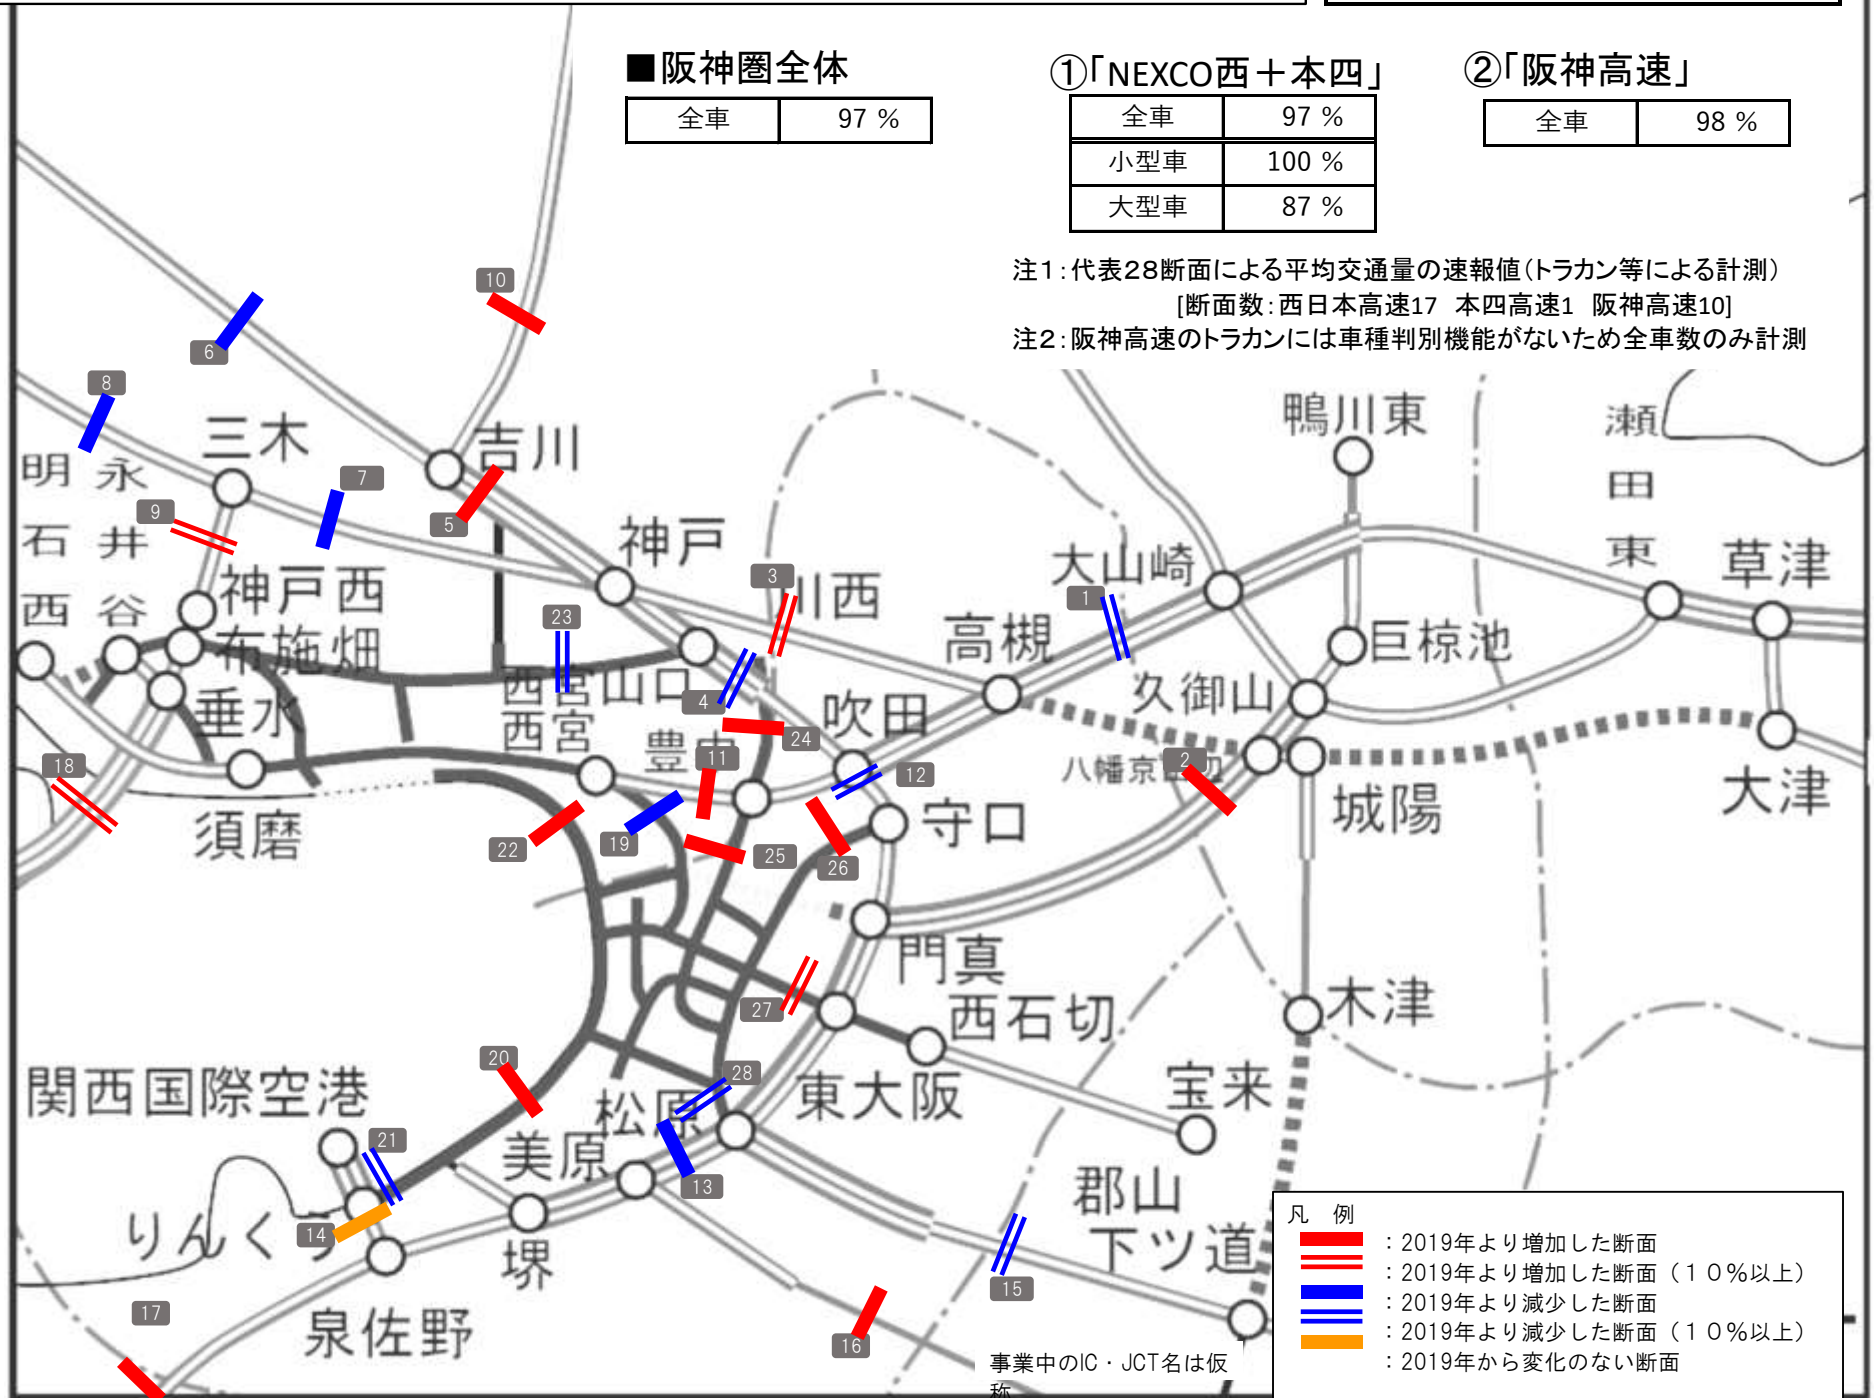 ■阪神圏全体
全車 97 %
①「NEXCO西＋本四」
全車 97 %
小型車 100 %
大型車 87 %
②「阪神高速」
全車 98 %
注1：代表28断面による平均交通量の速報値（トラカン等による計測）
[断面数：西日本高速17 本四高速1 阪神高速10]
注2：阪神高速のトラカンには車種判別機能がないため全車数のみ計測
10
6
8
三木
吉川
鴨川東
瀬田東
明石西
永井谷
7
9
5
神戸
3
川西
大山崎
1
草津
神戸西
布施畑
23
高槻
巨椋池
西宮山口
4
久御山
垂水
西宮
吹田
豊中
24
11
12
八幡京田辺
2
18
大津
須磨
守口
城陽
22
19
25
26
門真
27
西石切
木津
20
28
関西国際空港
松原
東大阪
宝来
21
美原
13
郡山
下ツ道
りんくう
14
堺
15
17
泉佐野
16
事業中のIC・JCT名は仮
称
凡 例
：2019年より増加した断面
：2019年より増加した断面（１０％以上）
：2019年より減少した断面
：2019年より減少した断面（１０％以上）
：2019年から変化のない断面